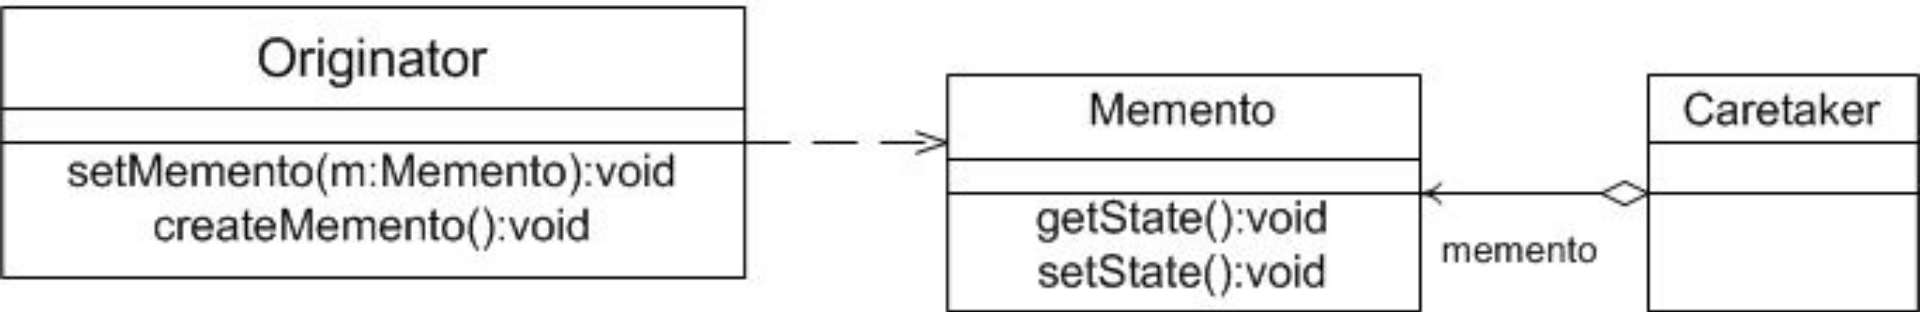 Originator
setMemento(m:Memento):void
createMemento():void
Memento
getState():void
setState():void
memento
Caretaker